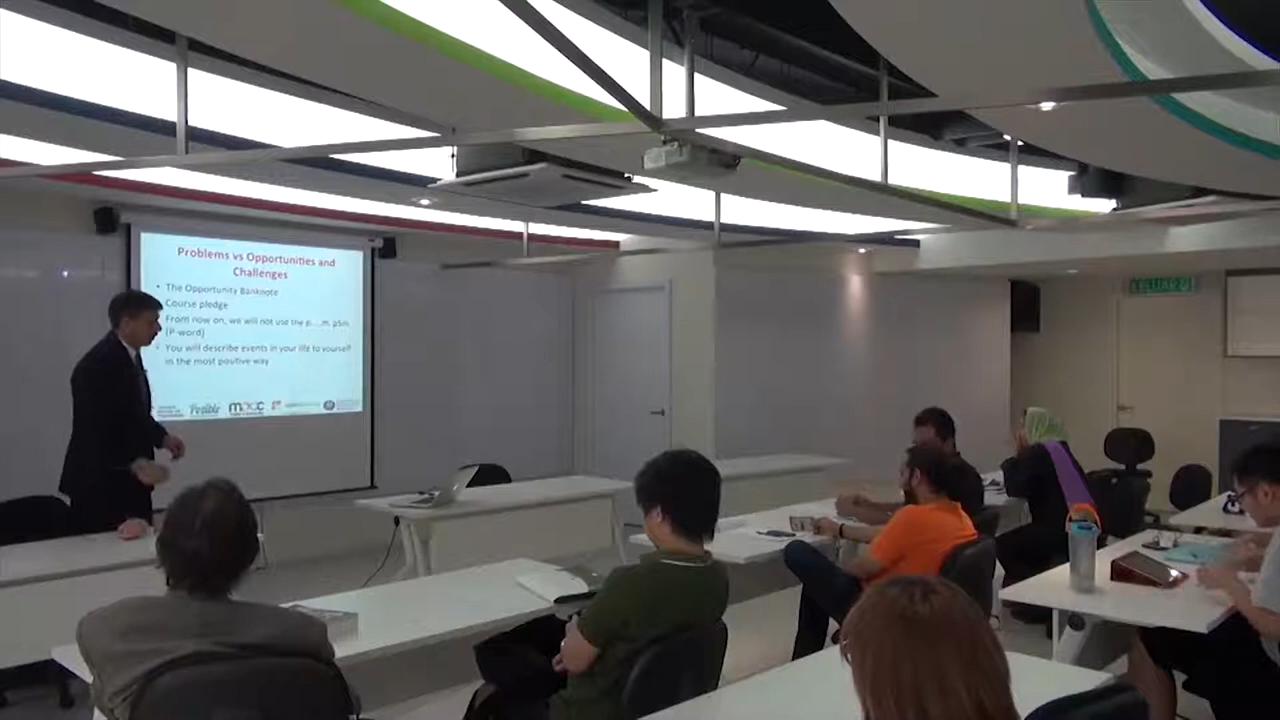 Problems vs Opportunities and
Challenges
• The Opportunity Banknote
Course pledge
From now on, we will not use the p.....m
(P-word)
• You will describe events in your life to yourself
in the most positive way
mooc
KELUAR